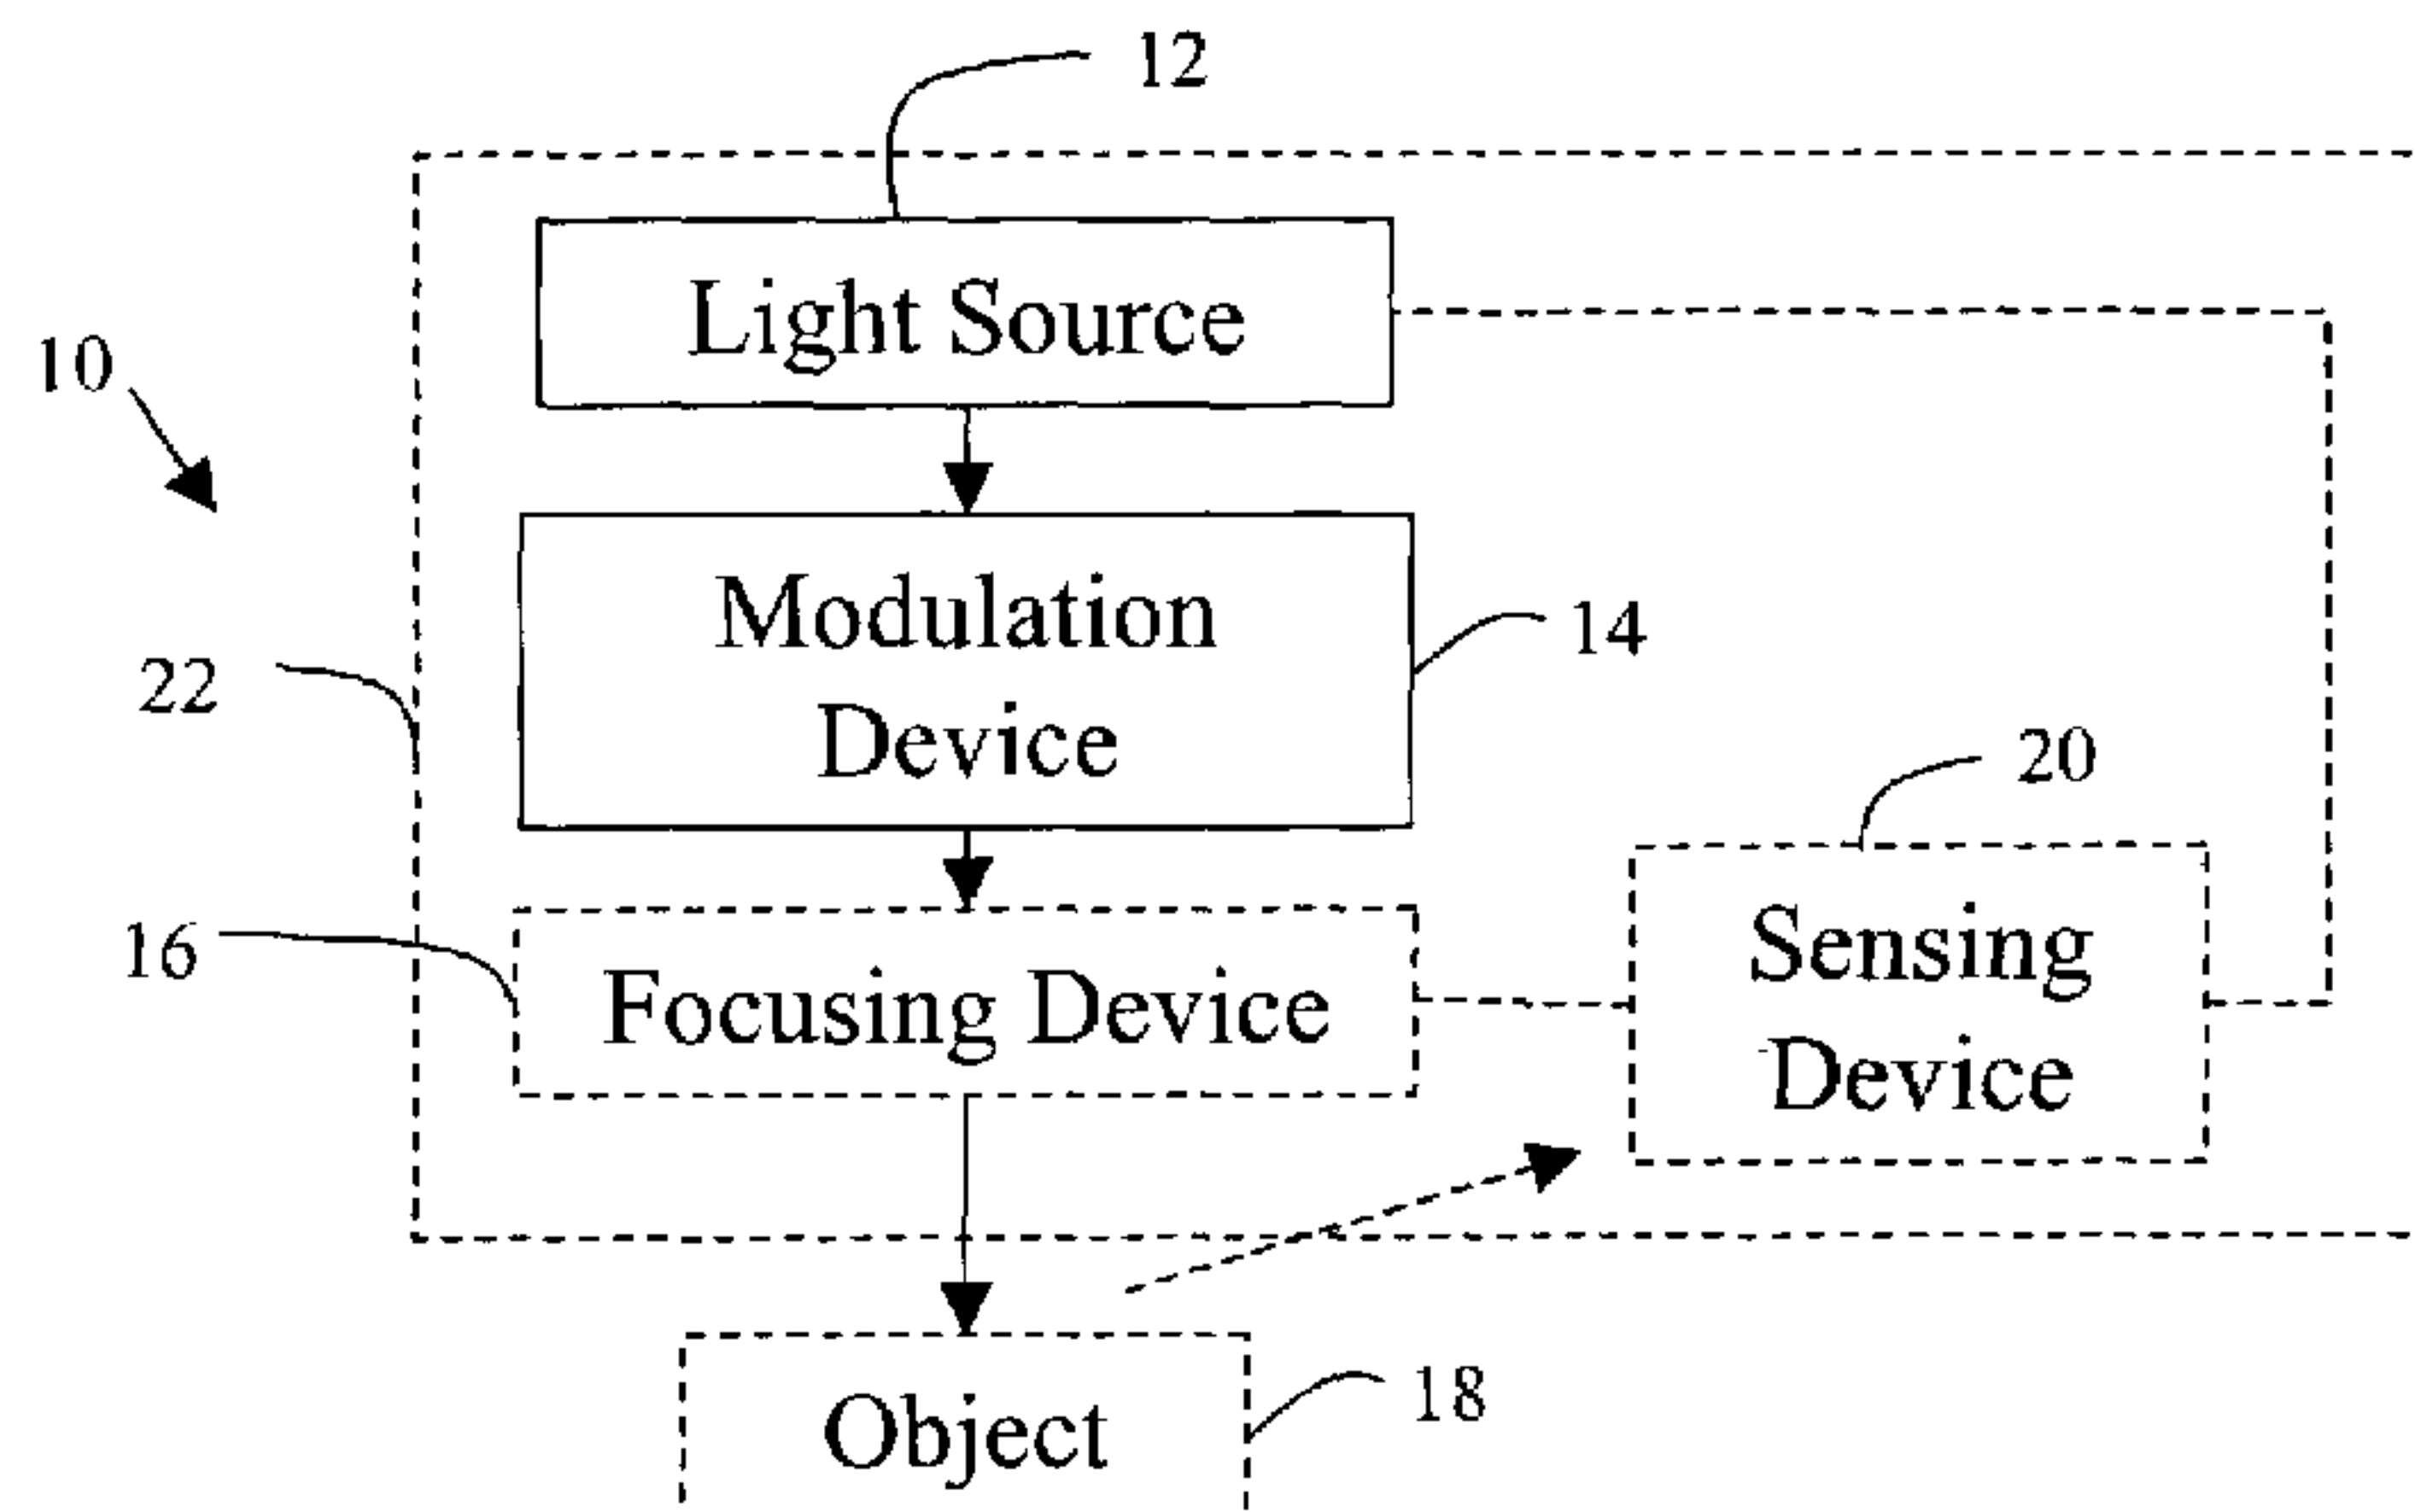 12
Light Source
10
Modulation
Device
14
22
20
16
Focusing Device
Sensing
Device
Object
18